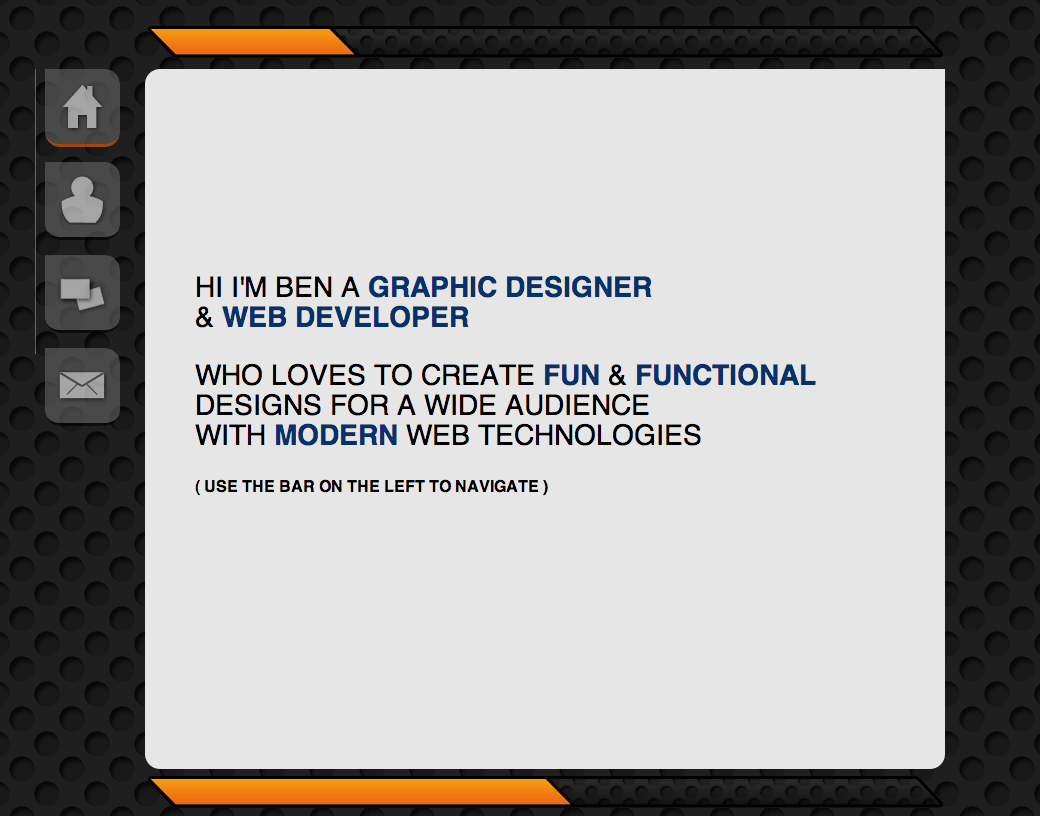 HI I'M BEN A GRAPHIC DESIGNER
& WEB DEVELOPER
WHO LOVES TO CREATE FUN & FUNCTIONAL
DESIGNS FOR A WIDE AUDIENCE
WITH MODERN WEB TECHNOLOGIES
( USE THE BAR ON THE LEFT TO NAVIGATE )